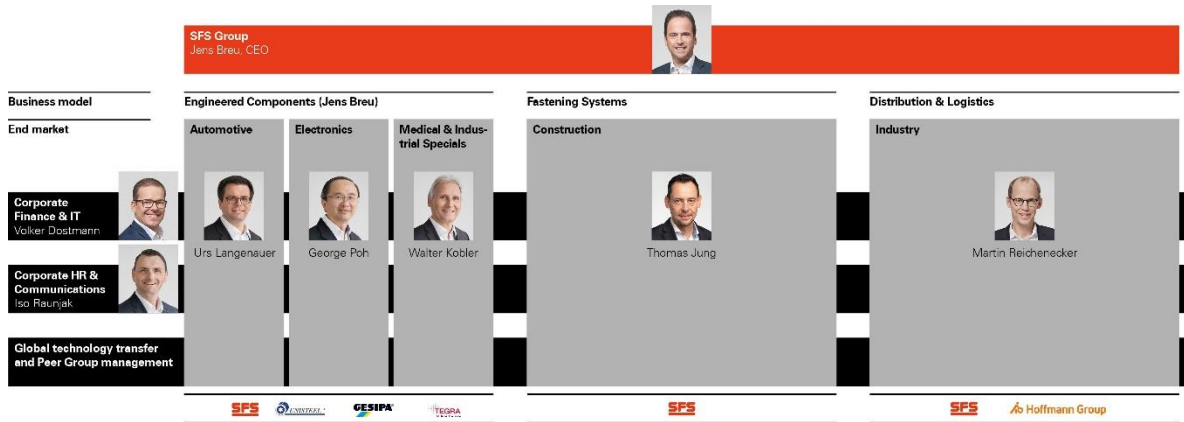 SFS Group
Jens Breu, CEO
Business model
Engineered Components (Jens Breu)
Fastening Systems
Distribution & Logistics
End market
Automotive
Electronics
Medical & Indus-
trial Specials
Construction
Industry
Corporate
Finance & IT
Volker Dostmann
Urs Langenauer
George Poh
Walter Kobler
Thomas Jung
Martin Reichenecker
Corporate HR &
Communications
Iso Raunjak
Global technology transfer
and Peer Group management
SFS
UNISTEEL
GESIPA
TEGRA
SFS
SFS
Hoffmann Group